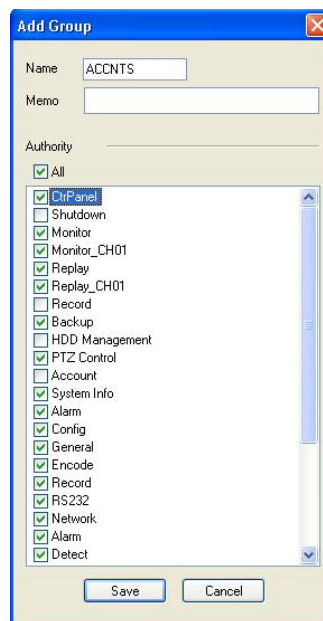 Add Group
Name ACCNTS
Memo
Authority
All
CtrPanel
Shutdown
Monitor
Monitor_CH01
Replay
Replay_CH01
Record
Backup
HDD Management
PTZ Control
Account
System Info
Alarm
Config
General
Encode
Record
RS232
Network
Alarm
Detect
Save Cancel